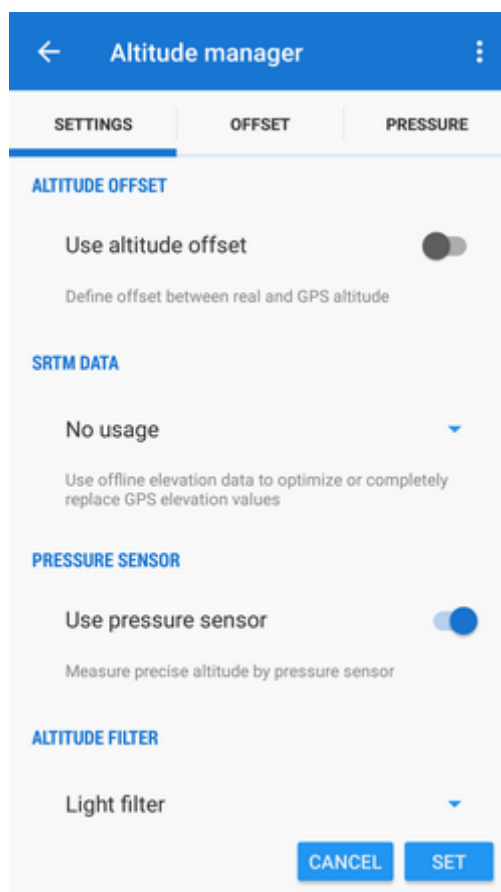 Altitude manager
SETTINGS
OFFSET
PRESSURE
ALTITUDE OFFSET
Use altitude offset
Define offset between real and GPS altitude
SRTM DATA
No usage
Use offline elevation data to optimize or completely
replace GPS elevation values
PRESSURE SENSOR
Use pressure sensor
Measure precise altitude by pressure sensor
ALTITUDE FILTER
Light filter
CANCEL
SET